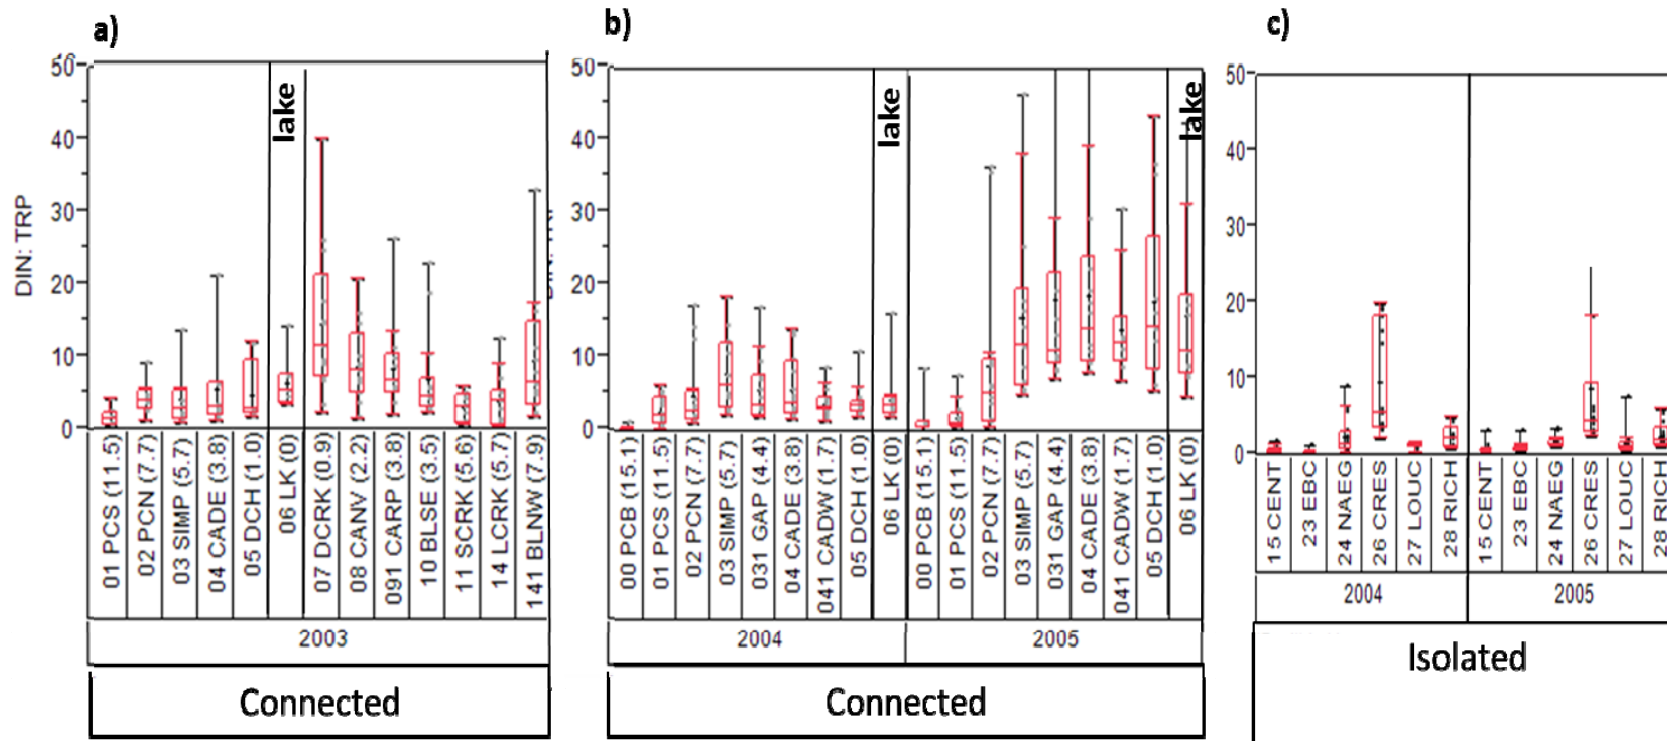 a)
50
40
30
20
10
0
DIN: TRP
lake
01 PCS (11.5)
02 PCN (7.7)
03 SIMP (5.7)
04 CADE (3.8)
05 DCH (1.0)
06 LK (0)
07 DCRK (0.9)
08 CANV (2.2)
091 CARP (3.8)
10 BLSE (3.5)
11 SCRK (5.6)
14 LCRK (5.7)
141 BLNW (7.9)
2003
Connected
b)
50
40
30
20
10
0
lake
lake
00 PCB (15.1)
01 PCS (11.5)
02 PCN (7.7)
03 SIMP (5.7)
031 GAP (4.4)
04 CADE (3.8)
041 CADW (1.7)
05 DCH (1.0)
06 LK (0)
00 PCB (15.1)
01 PCS (11.5)
02 PCN (7.7)
03 SIMP (5.7)
031 GAP (4.4)
04 CADE (3.8)
041 CADW (1.7)
05 DCH (1.0)
06 LK (0)
2004
2005
Connected
c)
50
40
30
20
10
0
15 CENT
23 EBC
24 NAEG
26 CRES
27 LOUC
28 RICH
15 CENT
23 EBC
24 NAEG
26 CRES
27 LOUC
28 RICH
2004
2005
Isolated